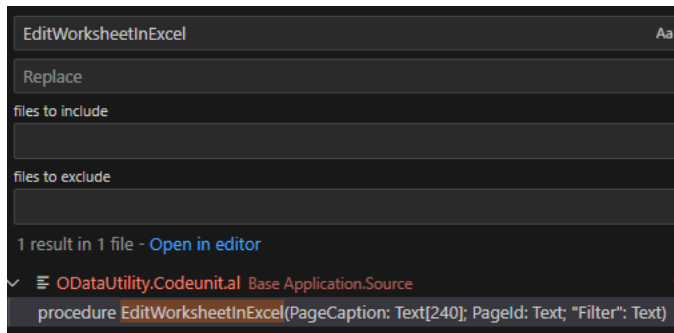 EditWorksheetInExcel
Aa
Replace
files to include
files to exclude
1 result in 1 file - Open in editor
ODataUtility.Codeunit.al Base Application.Source
procedure EditWorksheetInExcel(PageCaption: Text[240]; PageId: Text; "Filter": Text)